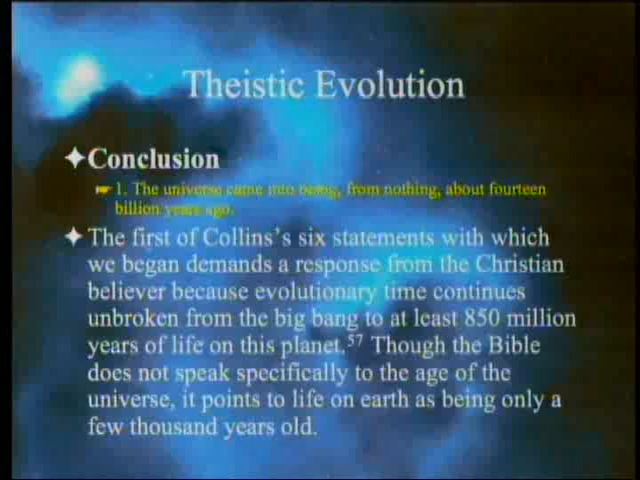 Theistic Evolution
Conclusion
1. The universe came into being, from nothing, about fourteen
billion years ago.
The first of Collins's six statements with which
we began demands a response from the Christian
believer because evolutionary time continues
unbroken from the big bang to at least 850 million
years of life on this planet.57 Though the Bible
does not speak specifically to the age of the
universe, it points to life on earth as being only a
few thousand years old.